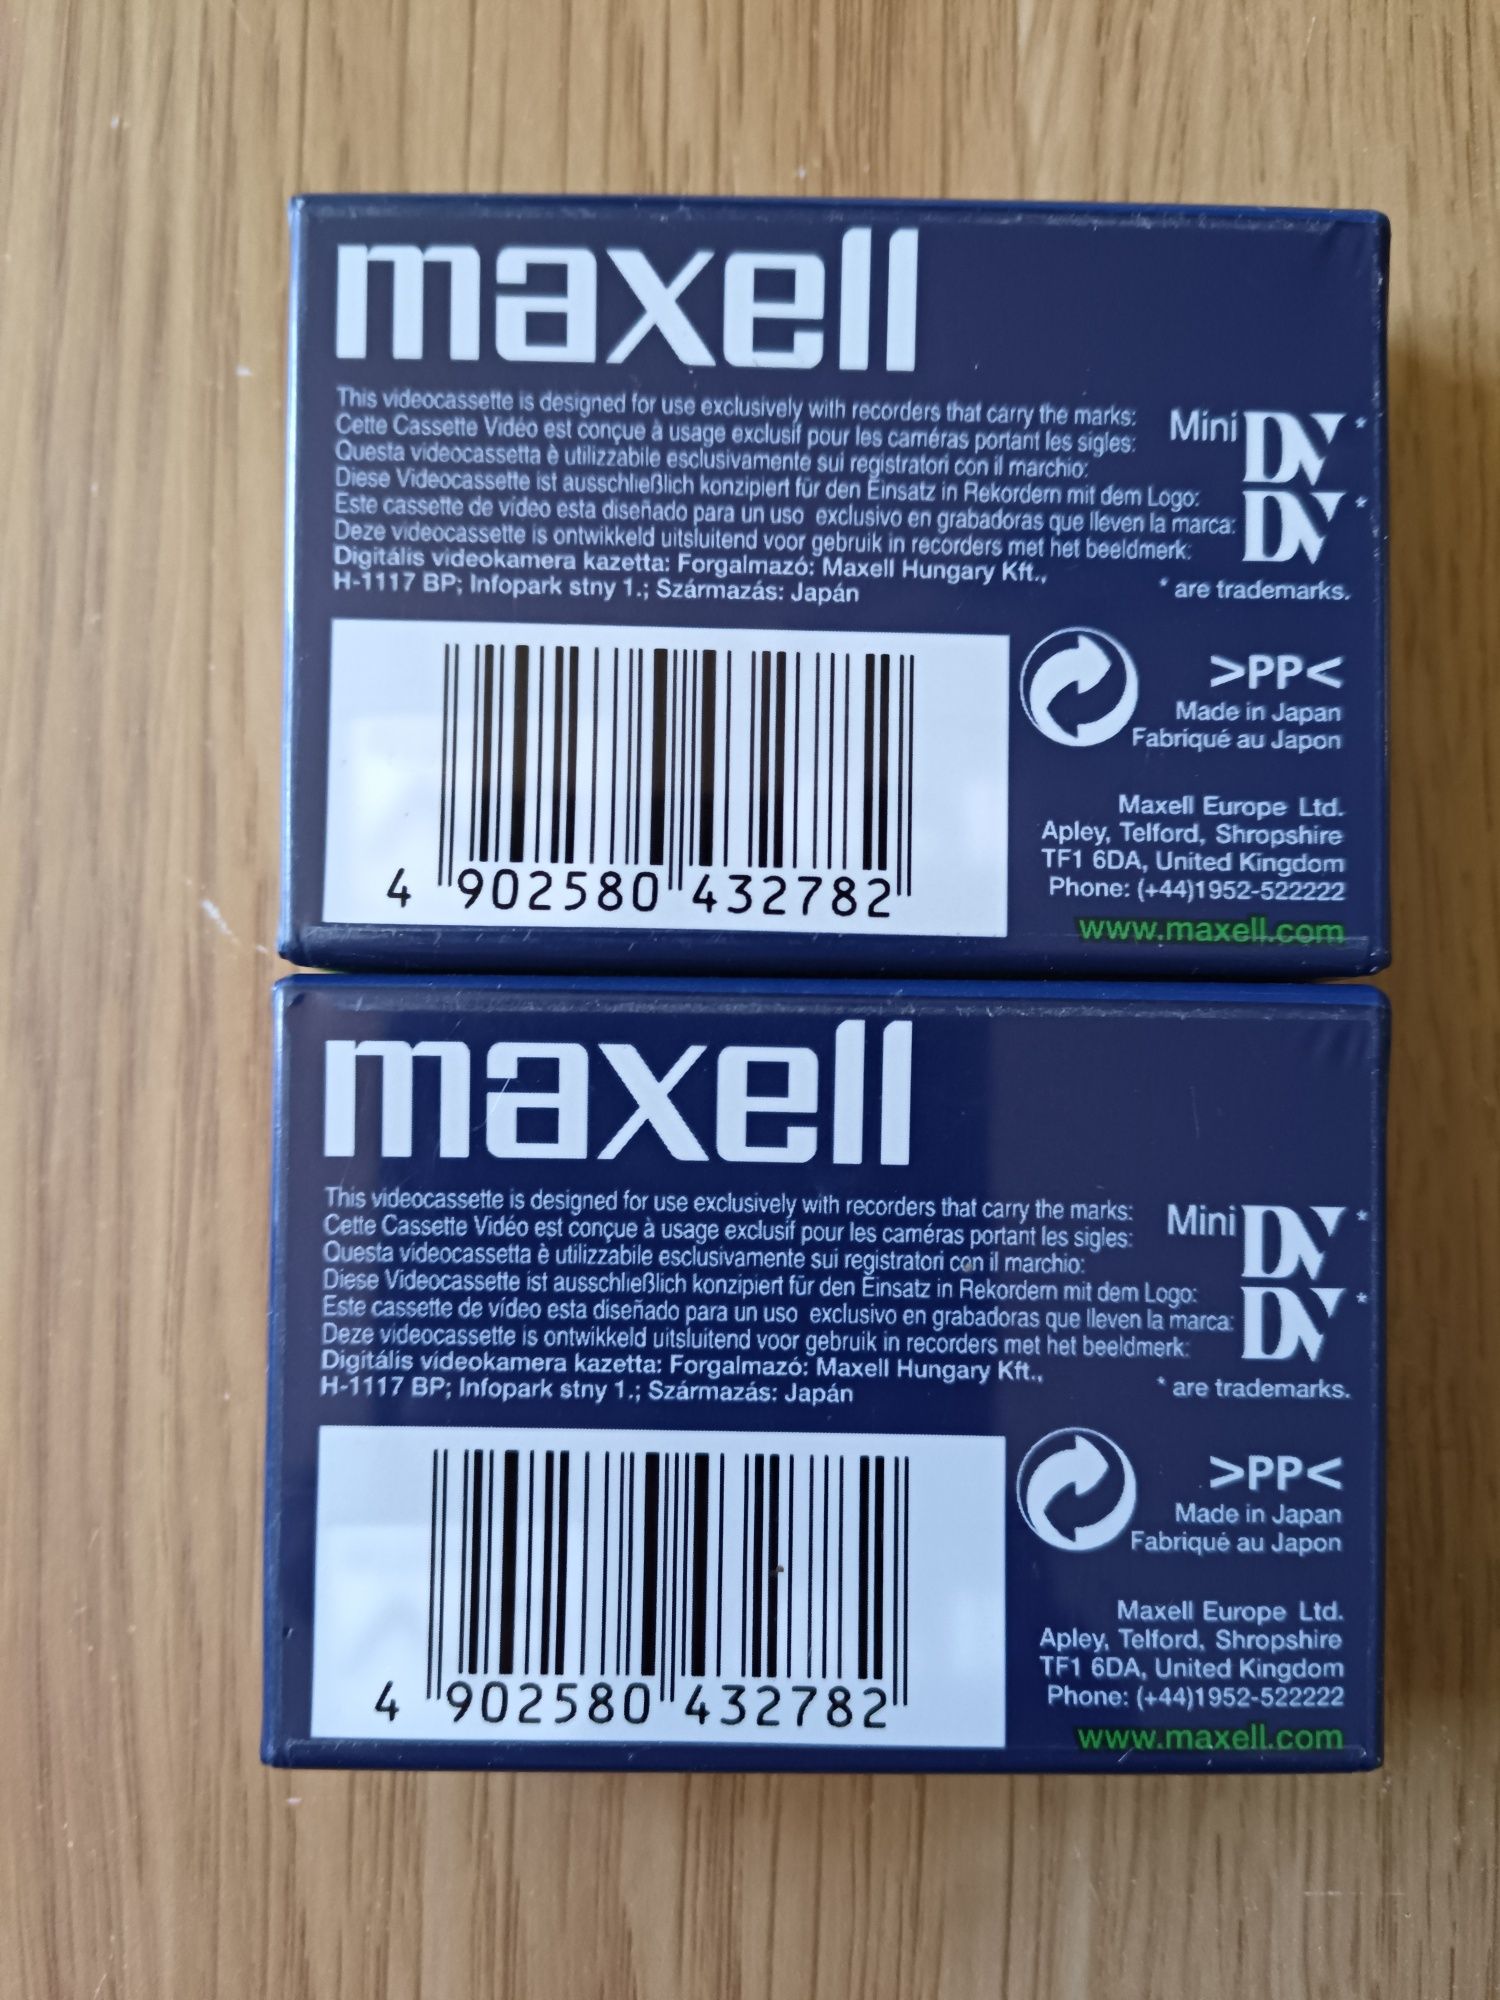 maxell
This videocassette is designed for use exclusively with recorders that carry the marks:
Cette Cassette Vidéo est conçue à usage exclusif pour les caméras portant les sigles:
Questa videocassetta è utilizzabile esclusivamente sui registratori con il marchio:
Diese Videocassette ist ausschließlich konzipiert für den Einsatz in Rekordern mit dem Logo:
Este cassette de vídeo esta diseñado para un uso exclusivo en grabadoras que lleven la marca:
Deze videocassette is ontwikkeld uitsluitend voor gebruik in recorders met het beeldmerk:
Digitális videokamera kazetta: Forgalmazó: Maxell Hungary Kft.,
H-1117 BP; Infopark stny 1.; Származás: Japán
Mini DV *
DV *
* are trademarks.
4 902580 432782
>PP<
Made in Japan
Fabriqué au Japon
Maxell Europe Ltd.
Apley, Telford, Shropshire
TF1 6DA, United Kingdom
Phone: (+44)1952-522222
www.maxell.com
maxell
This videocassette is designed for use exclusively with recorders that carry the marks:
Cette Cassette Vidéo est conçue à usage exclusif pour les caméras portant les sigles:
Questa videocassetta è utilizzabile esclusivamente sui registratori con il marchio:
Diese Videocassette ist ausschließlich konzipiert für den Einsatz in Rekordern mit dem Logo:
Este cassette de vídeo esta diseñado para un uso exclusivo en grabadoras que lleven la marca:
Deze videocassette is ontwikkeld uitsluitend voor gebruik in recorders met het beeldmerk:
Digitális videokamera kazetta: Forgalmazó: Maxell Hungary Kft.,
H-1117 BP; Infopark stny 1.; Származás: Japán
Mini DV *
DV *
* are trademarks.
4 902580 432782
>PP<
Made in Japan
Fabriqué au Japon
Maxell Europe Ltd.
Apley, Telford, Shropshire
TF1 6DA, United Kingdom
Phone: (+44)1952-522222
www.maxell.com